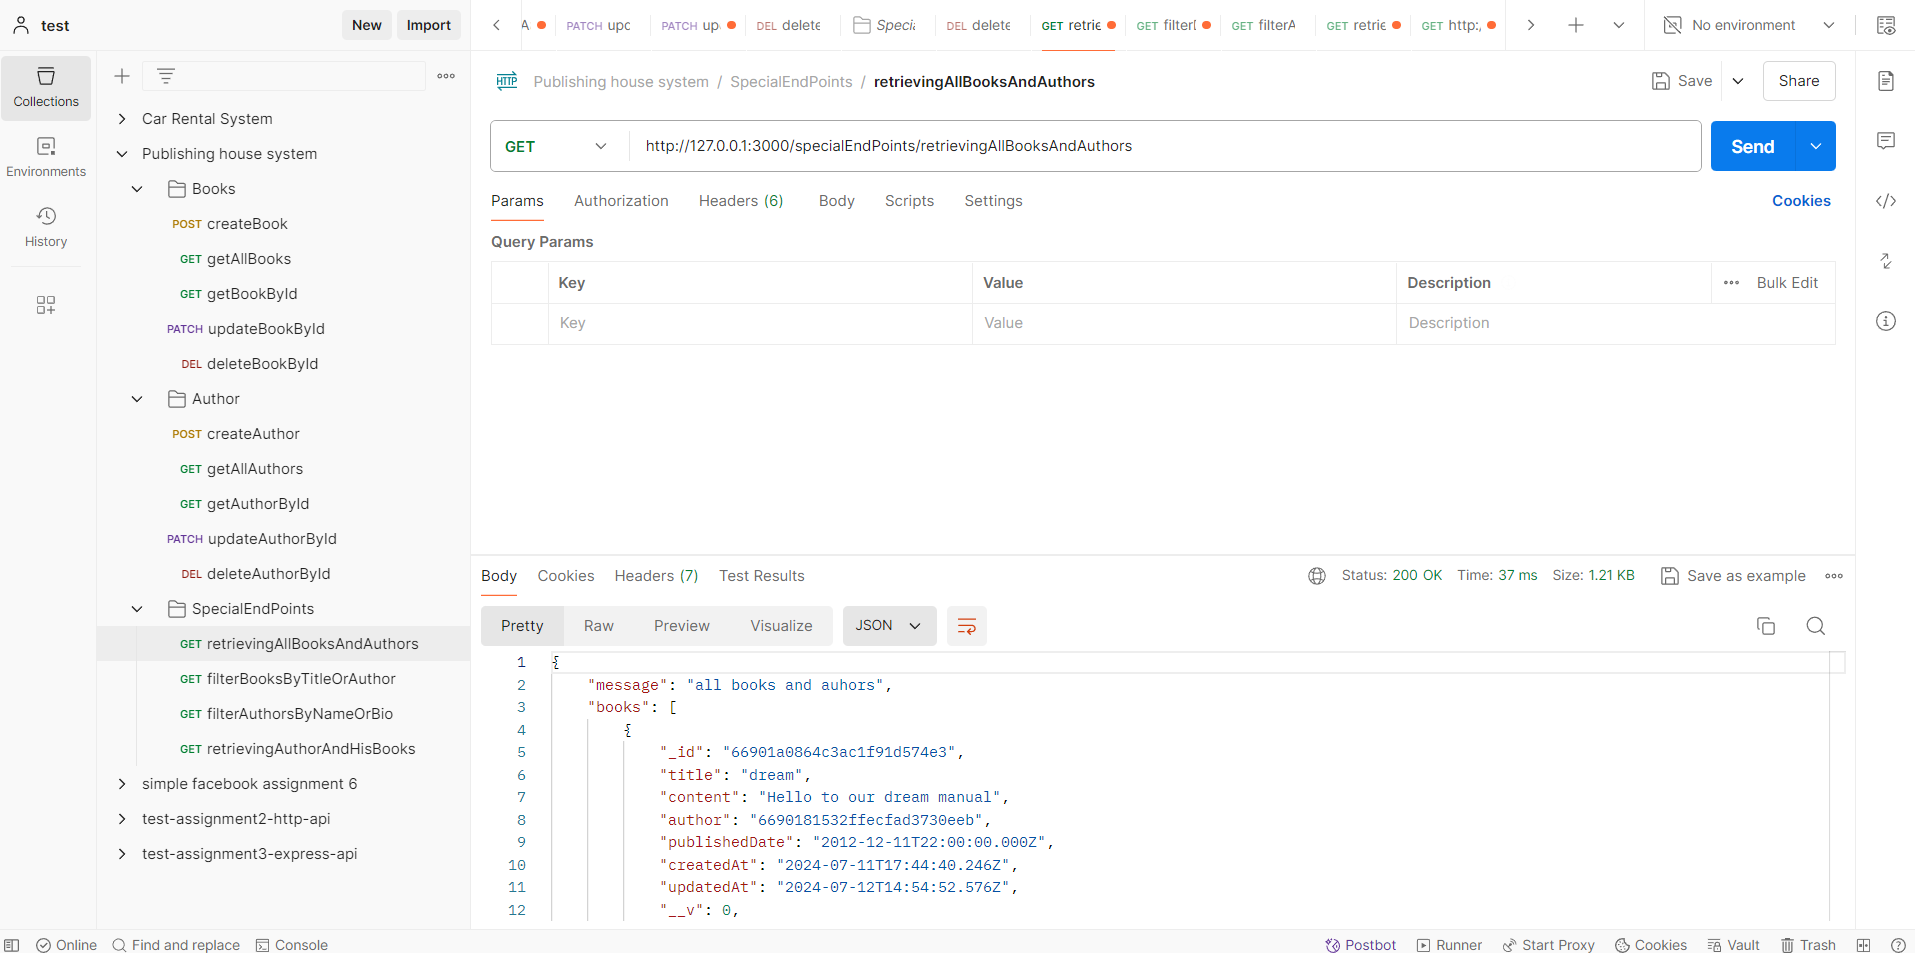 test
New
Import
A
PATCH upc
PATCH up
DEL delete
Specia
DEL delete
GET retrie
GET filter
GET filterA
GET retrie
GET http:
No environment
Collections
Environments
History
Car Rental System
Publishing house system
Books
POST createBook
GET getAllBooks
GET getBookById
PATCH updateBookById
DEL deleteBookById
Author
POST createAuthor
GET getAllAuthors
GET getAuthorById
PATCH updateAuthorById
DEL deleteAuthorById
SpecialEndPoints
GET retrievingAllBooksAndAuthors
GET filterBooksByTitleOrAuthor
GET filterAuthorsByNameOrBio
GET retrievingAuthorAndHisBooks
simple facebook assignment 6
test-assignment2-http-api
test-assignment3-express-api
HTTP Publishing house system / SpecialEndPoints / retrievingAllBooksAndAuthors
Save
Share
GET http://127.0.0.1:3000/specialEndPoints/retrievingAllBooksAndAuthors
Send
Params Authorization Headers (6) Body Scripts Settings Cookies
Query Params
Key Value Description Bulk Edit
Key Value Description
Body Cookies Headers (7) Test Results Status: 200 OK Time: 37 ms Size: 1.21 KB Save as example
Pretty Raw Preview Visualize JSON
1 {
2 "message": "all books and auhors",
3 "books": [
4 {
5 "_id": "66901a0864c3ac1f91d574e3",
6 "title": "dream",
7 "content": "Hello to our dream manual",
8 "author": "6690181532ffecfad3730eeb",
9 "publishedDate": "2012-12-11T22:00:00.000Z",
10 "createdAt": "2024-07-11T17:44:40.246Z",
11 "updatedAt": "2024-07-12T14:54:52.576Z",
12 "__v": 0,
Online Find and replace Console Postbot Runner Start Proxy Cookies Vault Trash